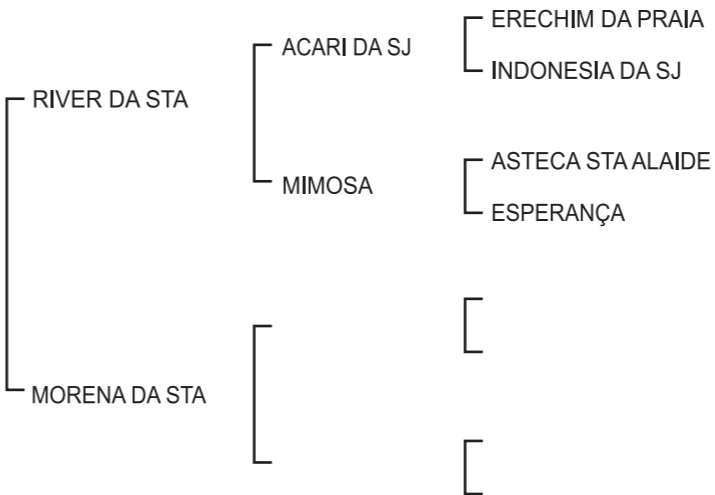 ERECHIM DA PRAIA
ACARI DA SJ
INDONESIA DA SJ
RIVER DA STA
ASTECA STA ALAIDE
MIMOSA
ESPERANÇA
MORENA DA STA